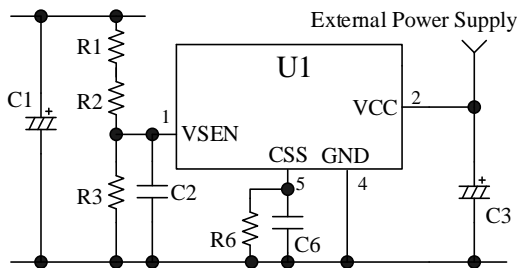 External Power Supply
R1
U1
C1
+
R2
VCC
2
1
VSEN
CSS
GND
R3
C2
5
4
+
R6
C6
C3